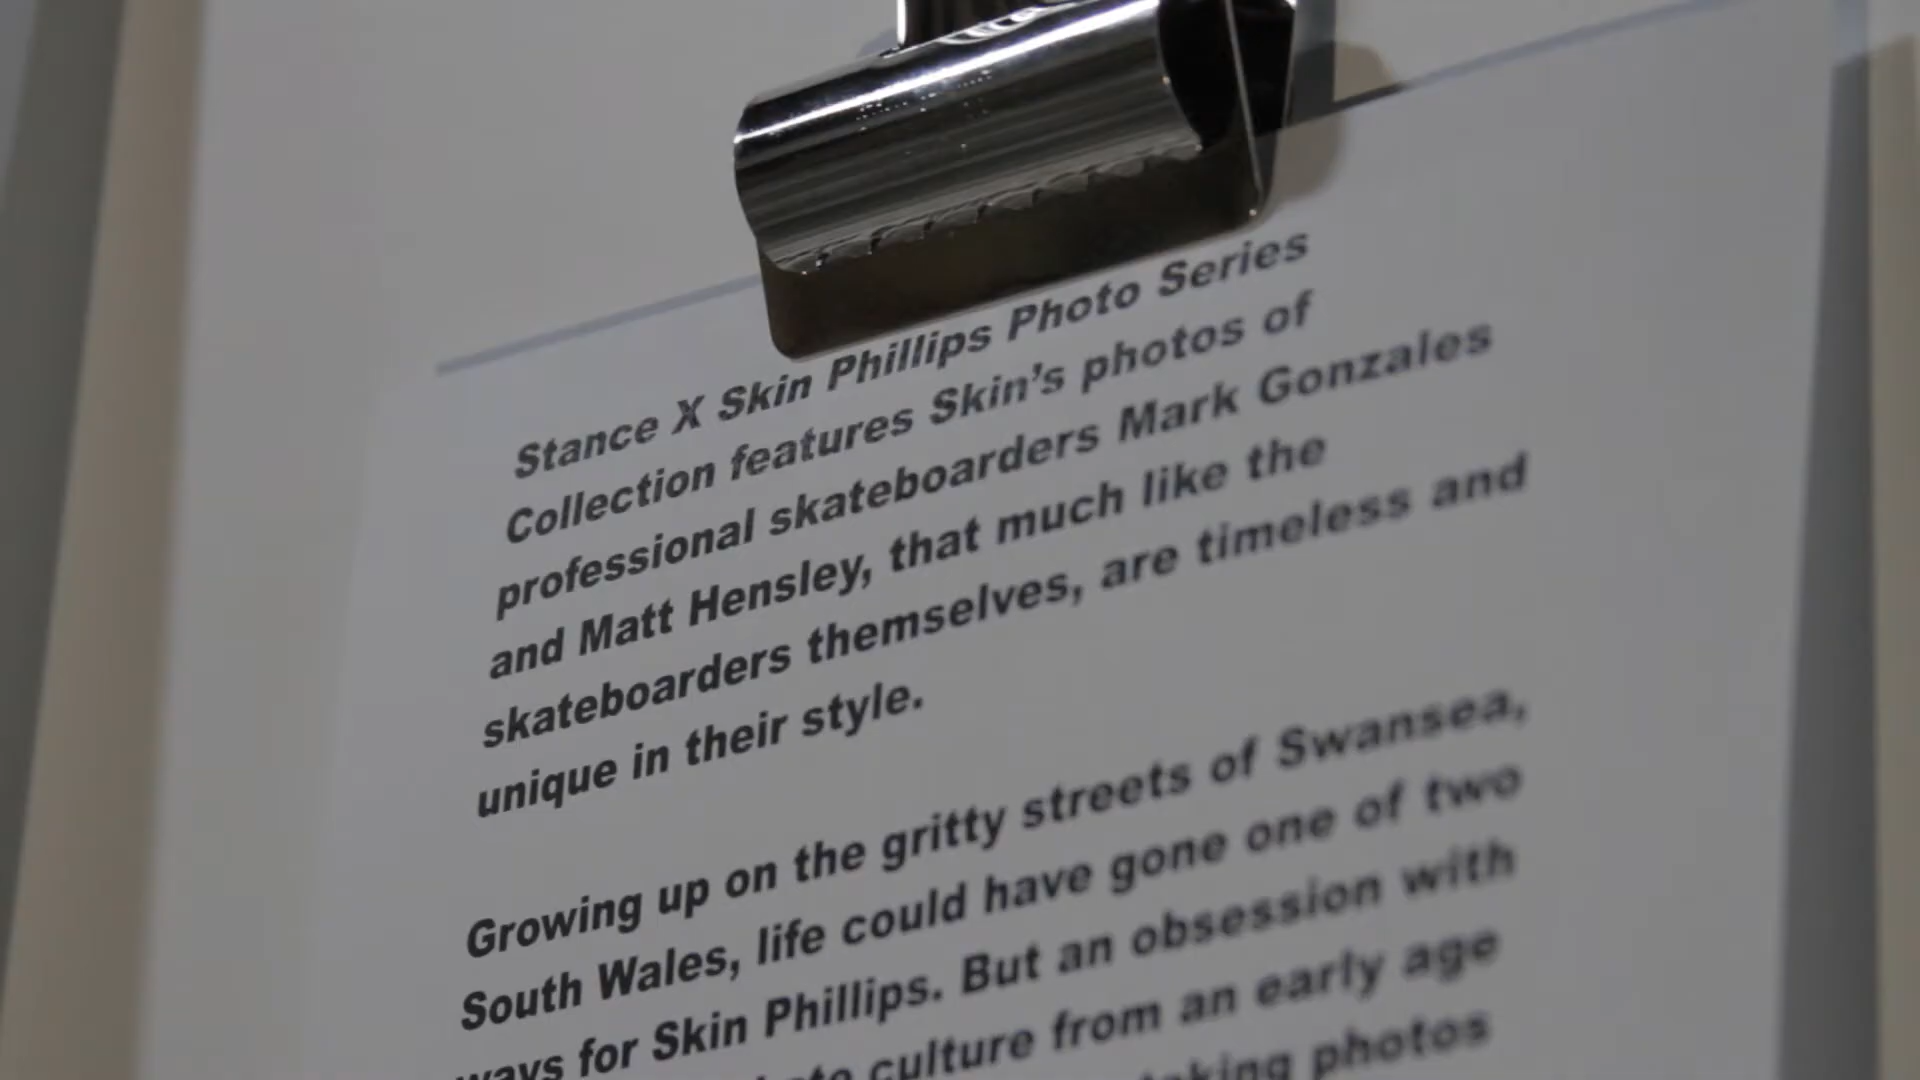 Stance X Skin Phillips Photo Series
Collection features Skin's photos of
professional skateboarders Mark Gonzales
and Matt Hensley, that much like the
skateboarders themselves, are timeless and
unique in their style.
Growing up on the gritty streets of Swansea,
South Wales, life could have gone one of two
ways for Skin Phillips. But an obsession with
culture from an early age
photos